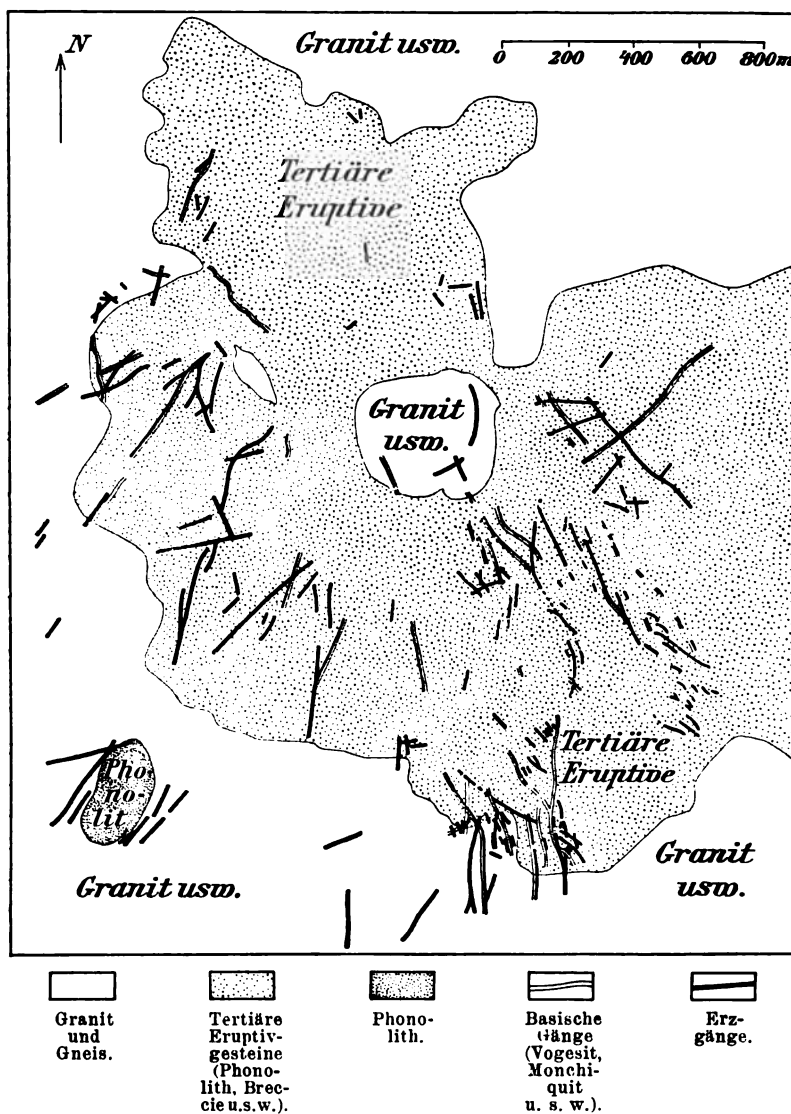 N
Granit usw.
0 200 400 600 800m
Tertiäre
Eruptive
Granit
usw.
Tertiäre
Eruptive
Pho-
no-
lit
Granit usw.
Granit
usw.
Granit
und
Gneis.
Tertiäre
Eruptiv-
gesteine
(Phono-
lith, Brec-
cie u.s.w.).
Phono-
lith.
Basische
Gänge
(Vogesit,
Monchi-
quit
u. s. w.).
Erz-
gänge.